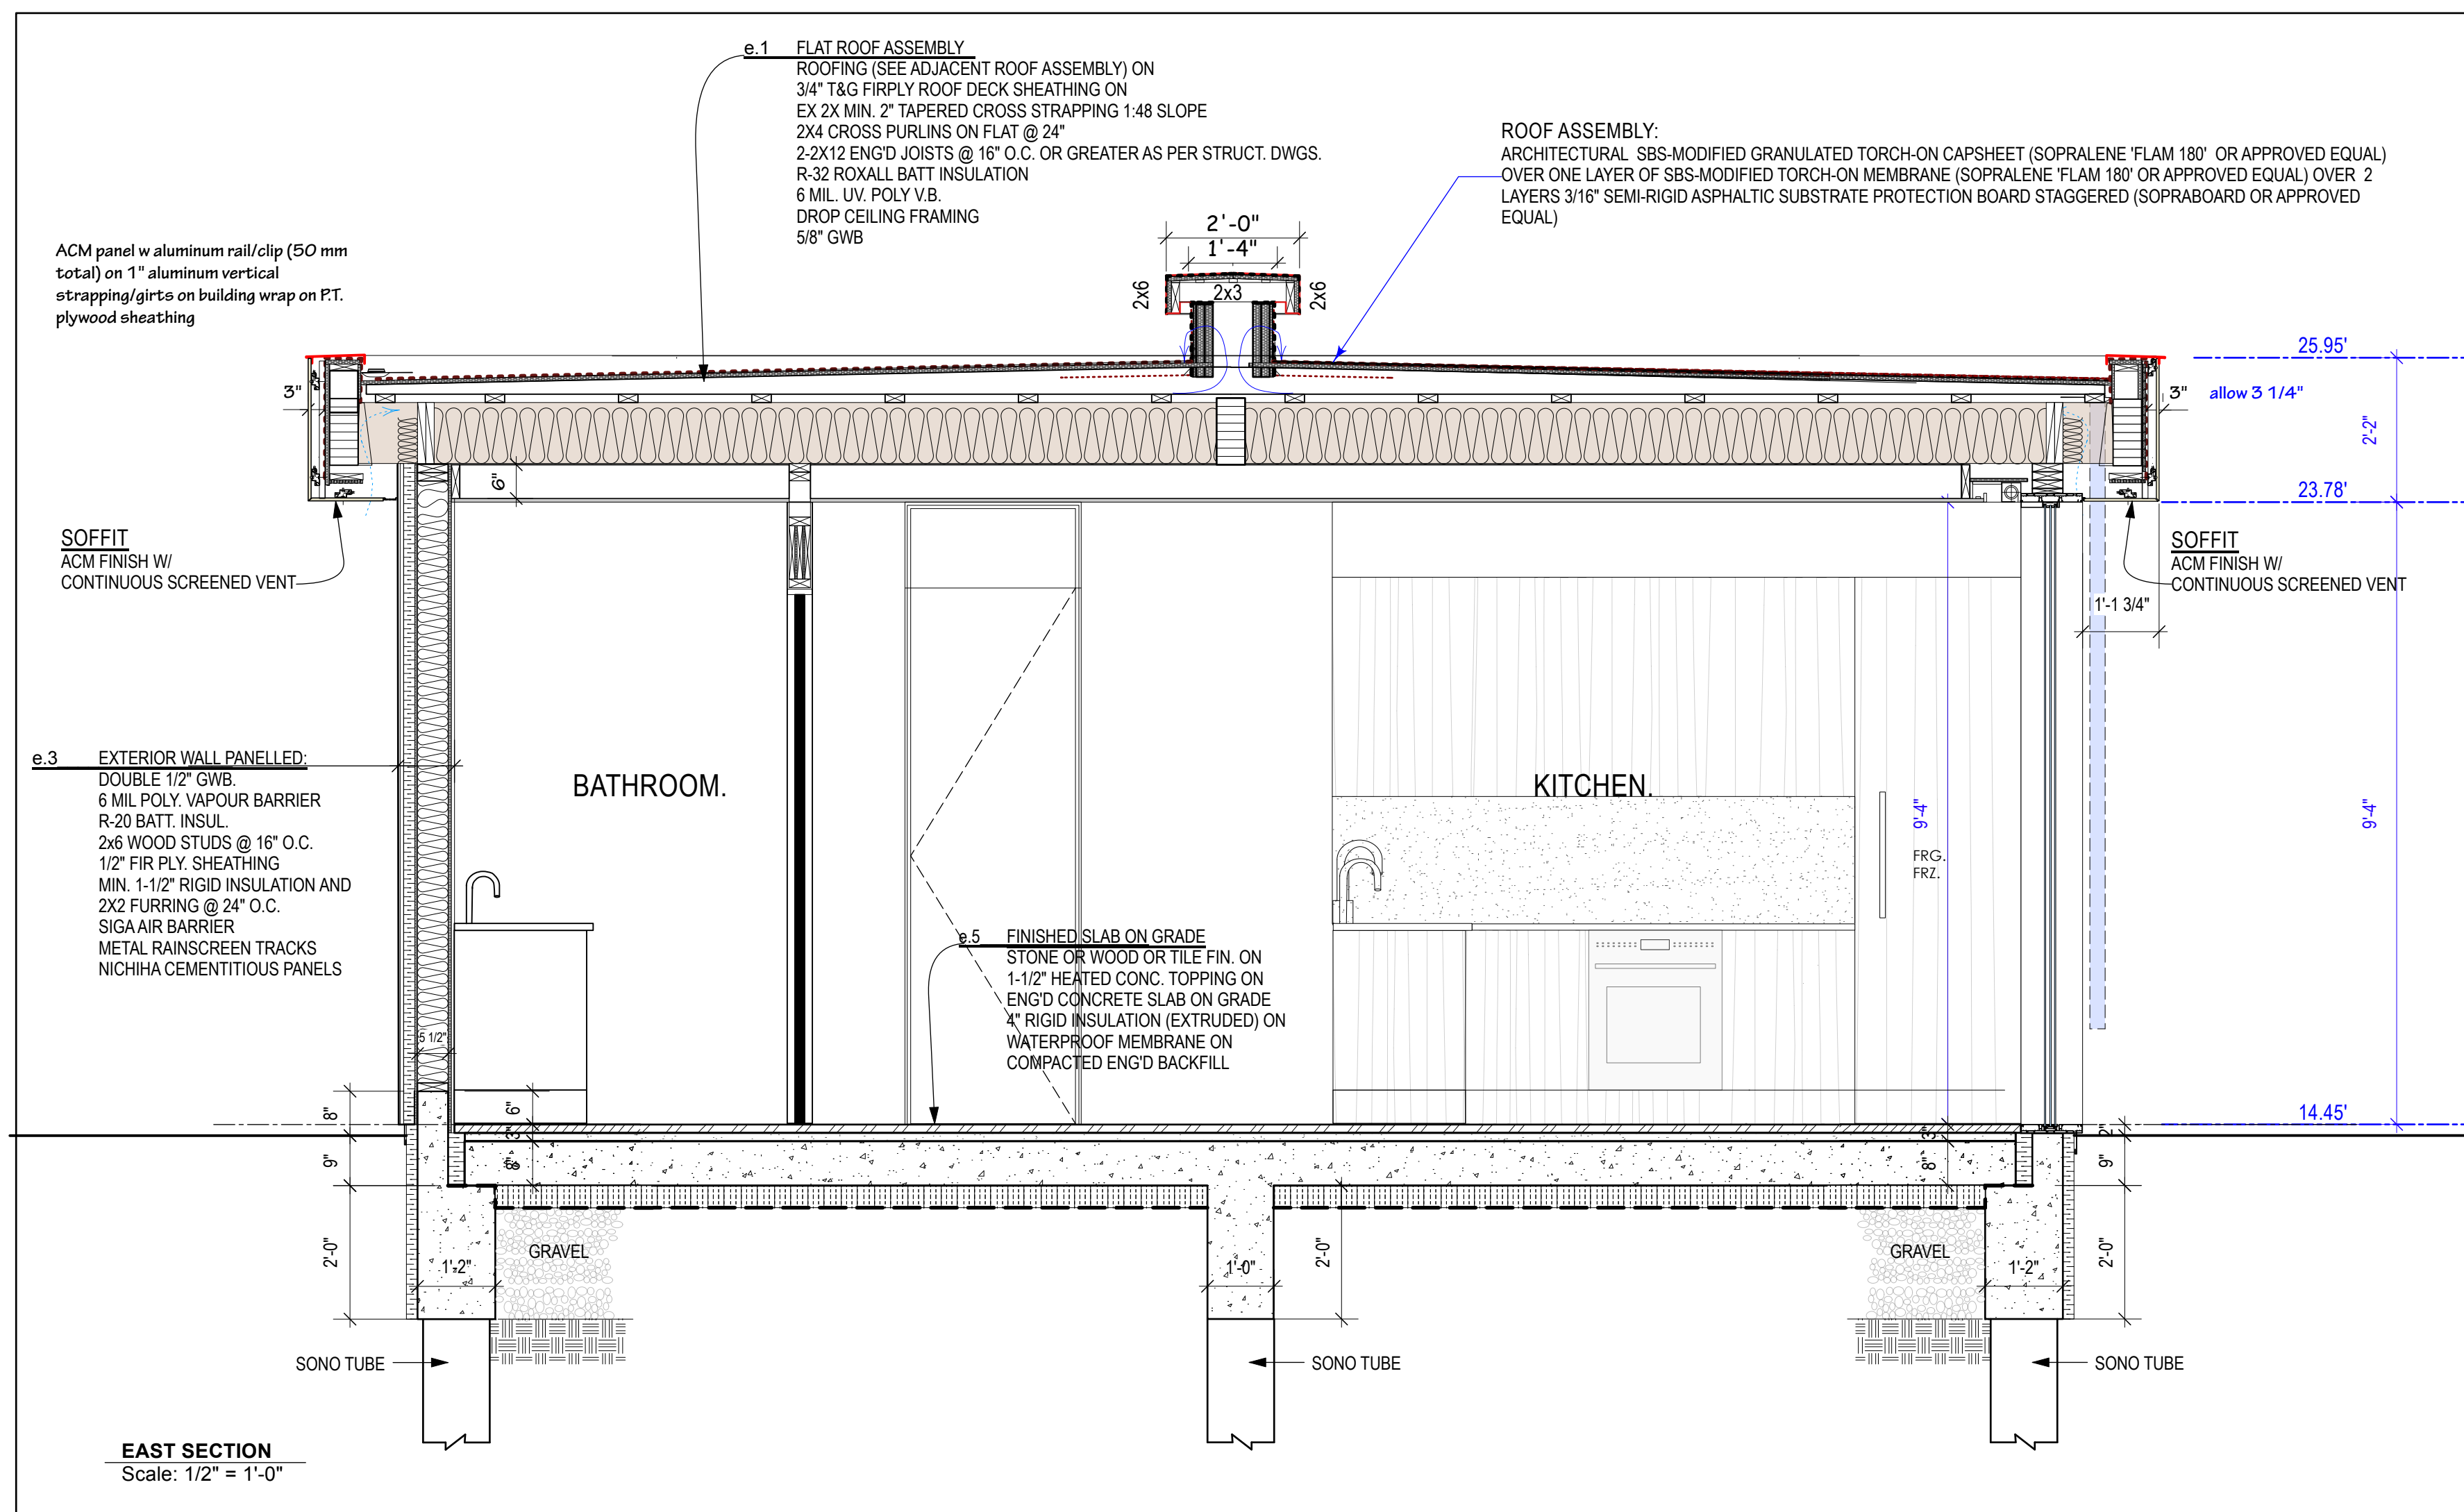 e.1 FLAT ROOF ASSEMBLY
ROOFING (SEE ADJACENT ROOF ASSEMBLY) ON
3/4" T&G FIRPLY ROOF DECK SHEATHING ON
EX 2X MIN. 2" TAPERED CROSS STRAPPING 1:48 SLOPE
2X4 CROSS PURLINS ON FLAT @ 24"
2-2X12 ENG'D JOISTS @ 16" O.C. OR GREATER AS PER STRUCT. DWGS.
R-32 ROXALL BATT INSULATION
6 MIL. UV. POLY V.B.
DROP CEILING FRAMING
5/8" GWB
ROOF ASSEMBLY:
ARCHITECTURAL SBS-MODIFIED GRANULATED TORCH-ON CAPSHEET (SOPRALENE 'FLAM 180' OR APPROVED EQUAL)
OVER ONE LAYER OF SBS-MODIFIED TORCH-ON MEMBRANE (SOPRALENE 'FLAM 180' OR APPROVED EQUAL) OVER 2
LAYERS 3/16" SEMI-RIGID ASPHALTIC SUBSTRATE PROTECTION BOARD STAGGERED (SOPRABOARD OR APPROVED
EQUAL)
ACM panel w aluminum rail/clip (50 mm
total) on 1" aluminum vertical
strapping/girts on building wrap on P.T.
plywood sheathing
2'-0"
1'-4"
2x6
2x3
2x6
25.95'
3"
3"
allow 3 1/4"
2'-2"
6"
23.78'
SOFFIT
ACM FINISH W/
CONTINUOUS SCREENED VENT
SOFFIT
ACM FINISH W/
CONTINUOUS SCREENED VENT
1'-1 3/4"
e.3 EXTERIOR WALL PANELLED:
DOUBLE 1/2" GWB.
6 MIL POLY. VAPOUR BARRIER
R-20 BATT. INSUL.
2x6 WOOD STUDS @ 16" O.C.
1/2" FIR PLY. SHEATHING
MIN. 1-1/2" RIGID INSULATION AND
2X2 FURRING @ 24" O.C.
SIGA AIR BARRIER
METAL RAINSCREEN TRACKS
NICHIHA CEMENTITIOUS PANELS
BATHROOM.
KITCHEN.
9'-4"
9'-4"
FRG.
FRZ.
e.5 FINISHED SLAB ON GRADE
STONE OR WOOD OR TILE FIN. ON
1-1/2" HEATED CONC. TOPPING ON
ENG'D CONCRETE SLAB ON GRADE
4" RIGID INSULATION (EXTRUDED) ON
WATERPROOF MEMBRANE ON
COMPACTED ENG'D BACKFILL
5 1/2"
8"
6"
14.45'
3"
3"
2"
9"
8"
8"
9"
2'-0"
GRAVEL
1'-2"
1'-0"
2'-0"
GRAVEL
1'-2"
2'-0"
SONO TUBE
SONO TUBE
SONO TUBE
EAST SECTION
Scale: 1/2" = 1'-0"